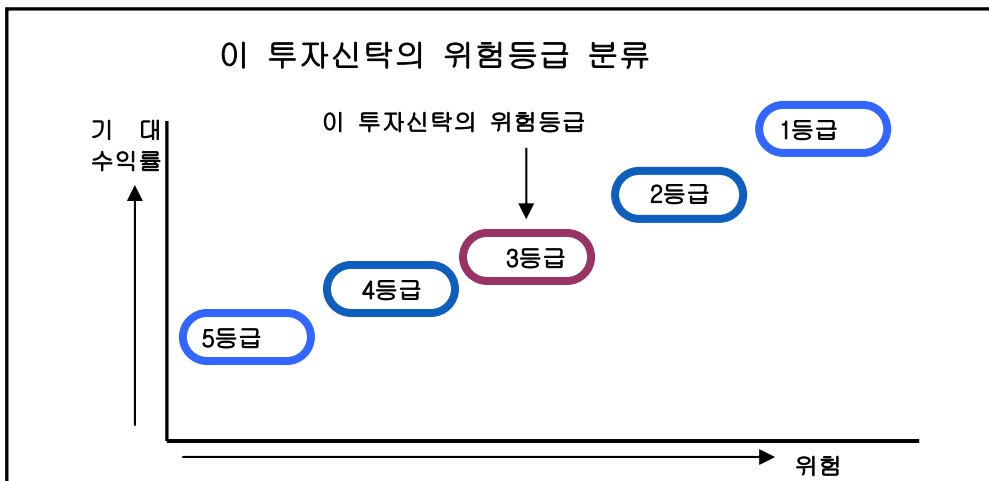 이 투자신탁의 위험등급 분류
기 대
수익률
이 투자신탁의 위험등급
1등급
2등급
3등급
4등급
5등급
위험